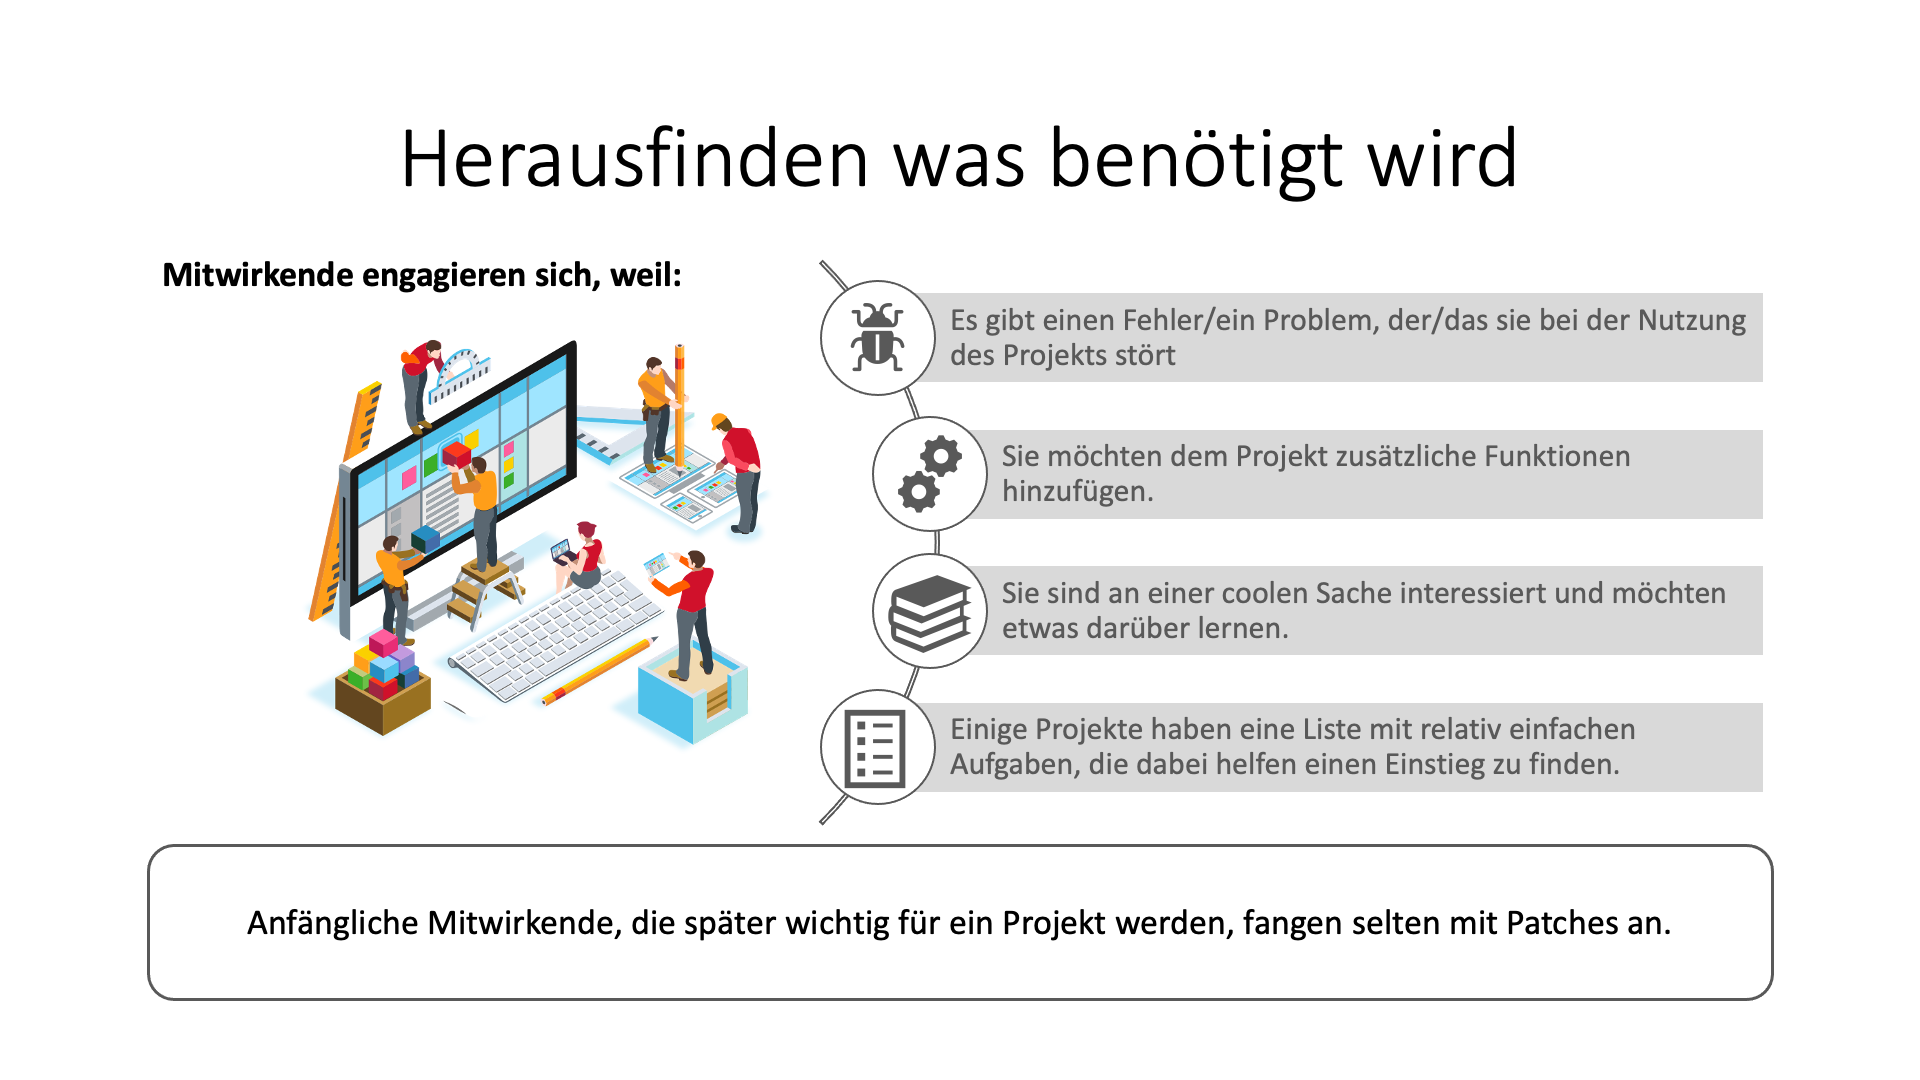 Herausfinden was benötigt wird
Mitwirkende engagieren sich, weil:
Es gibt einen Fehler/ein Problem, der/das sie bei der Nutzung
des Projekts stört
Sie möchten dem Projekt zusätzliche Funktionen
hinzufügen.
Sie sind an einer coolen Sache interessiert und möchten
etwas darüber lernen.
Einige Projekte haben eine Liste mit relativ einfachen
Aufgaben, die dabei helfen einen Einstieg zu finden.
Anfängliche Mitwirkende, die später wichtig für ein Projekt werden, fangen selten mit Patches an.